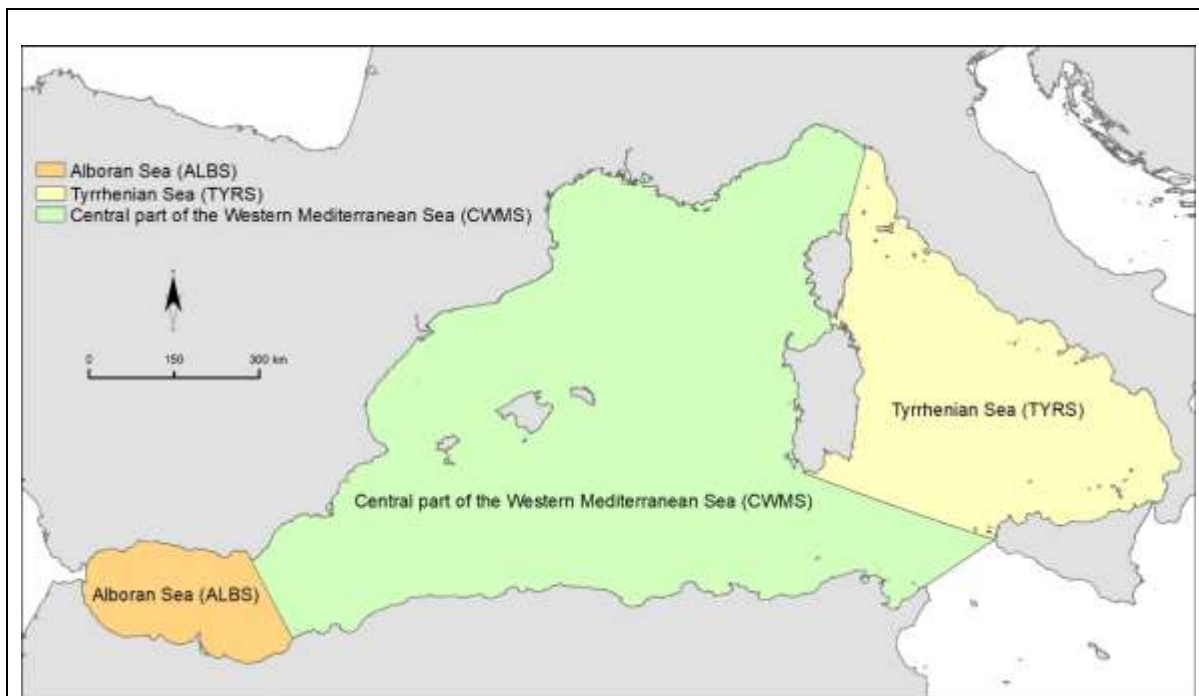 Alboran Sea (ALBS)
Tyrrhenian Sea (TYRS)
Central part of the Western Mediterranean Sea (CWMS)
0 150 300 km
Tyrrhenian Sea (TYRS)
Central part of the Western Mediterranean Sea (CWMS)
Alboran Sea (ALBS)